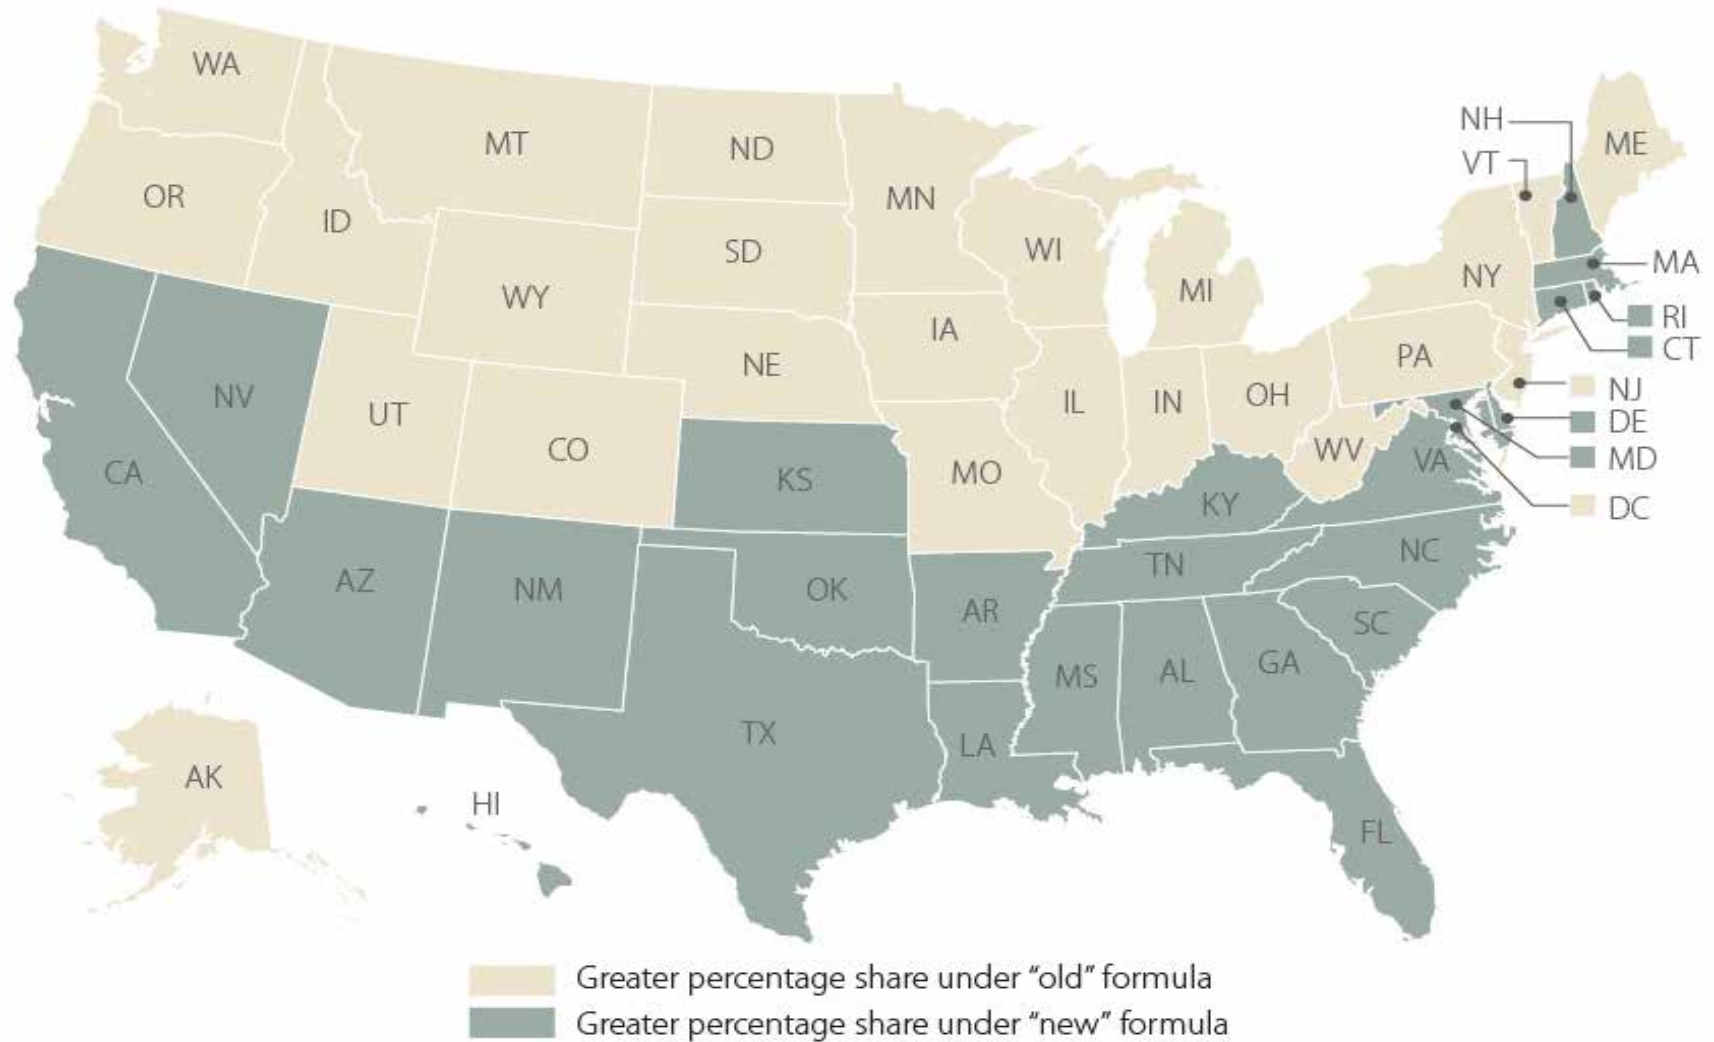 WA
MT
ND
MN
OR
ID
SD
WI
WY
MI
IA
NE
NV
UT
CO
CA
KS
MO
IL
IN
OH
PA
NY
NH
VT
ME
MA
RI
CT
NJ
DE
MD
DC
WV
VA
KY
NC
TN
AZ
NM
OK
AR
SC
MS
AL
GA
TX
LA
FL
AK
HI
Greater percentage share under “old” formula
Greater percentage share under “new” formula